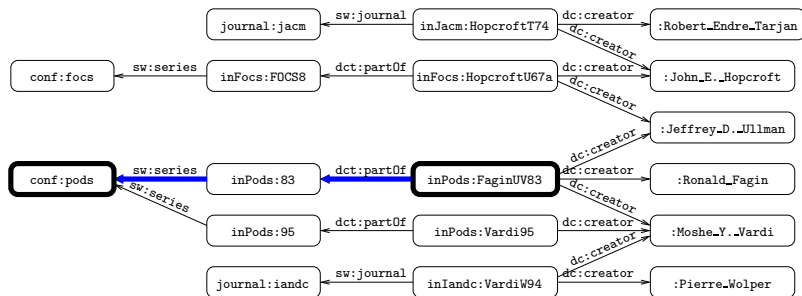 journal:jacm sw:journal inJacm:HopcroftT74 dc:creator :Robert_Endre_Tarjan
dc:creator
conf:focs sw:series inFocs:FOCS8 dct:partOf inFocs:HopcroftU67a dc:creator :John_E._Hopcroft
dc:creator
:Jeffrey_D._Ullman
dc:creator
conf:pods sw:series inPods:83 dct:partOf inPods:FaginUV83 dc:creator :Ronald_Fagin
sw:series dc:creator
inPods:95 dct:partOf inPods:Vardi95 dc:creator :Moshe_Y._Vardi
dc:creator
journal:iandc sw:journal inIandc:VardiW94 dc:creator :Pierre_Wolper